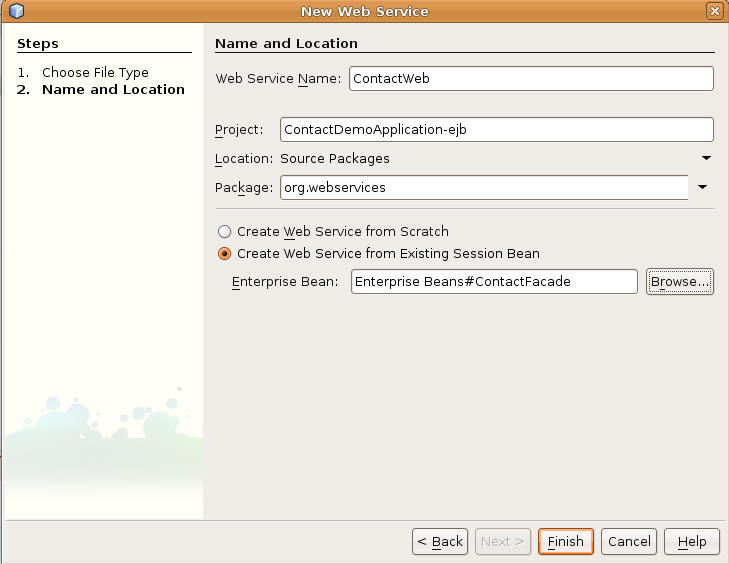 New Web Service
Steps
1. Choose File Type
2. Name and Location
Name and Location
Web Service Name: ContactWeb
Project: ContactDemoApplication-ejb
Location: Source Packages
Package: org.webservices
Create Web Service from Scratch
Create Web Service from Existing Session Bean
Enterprise Bean: Enterprise Beans#ContactFacade Browse...
< Back Next > Finish Cancel Help